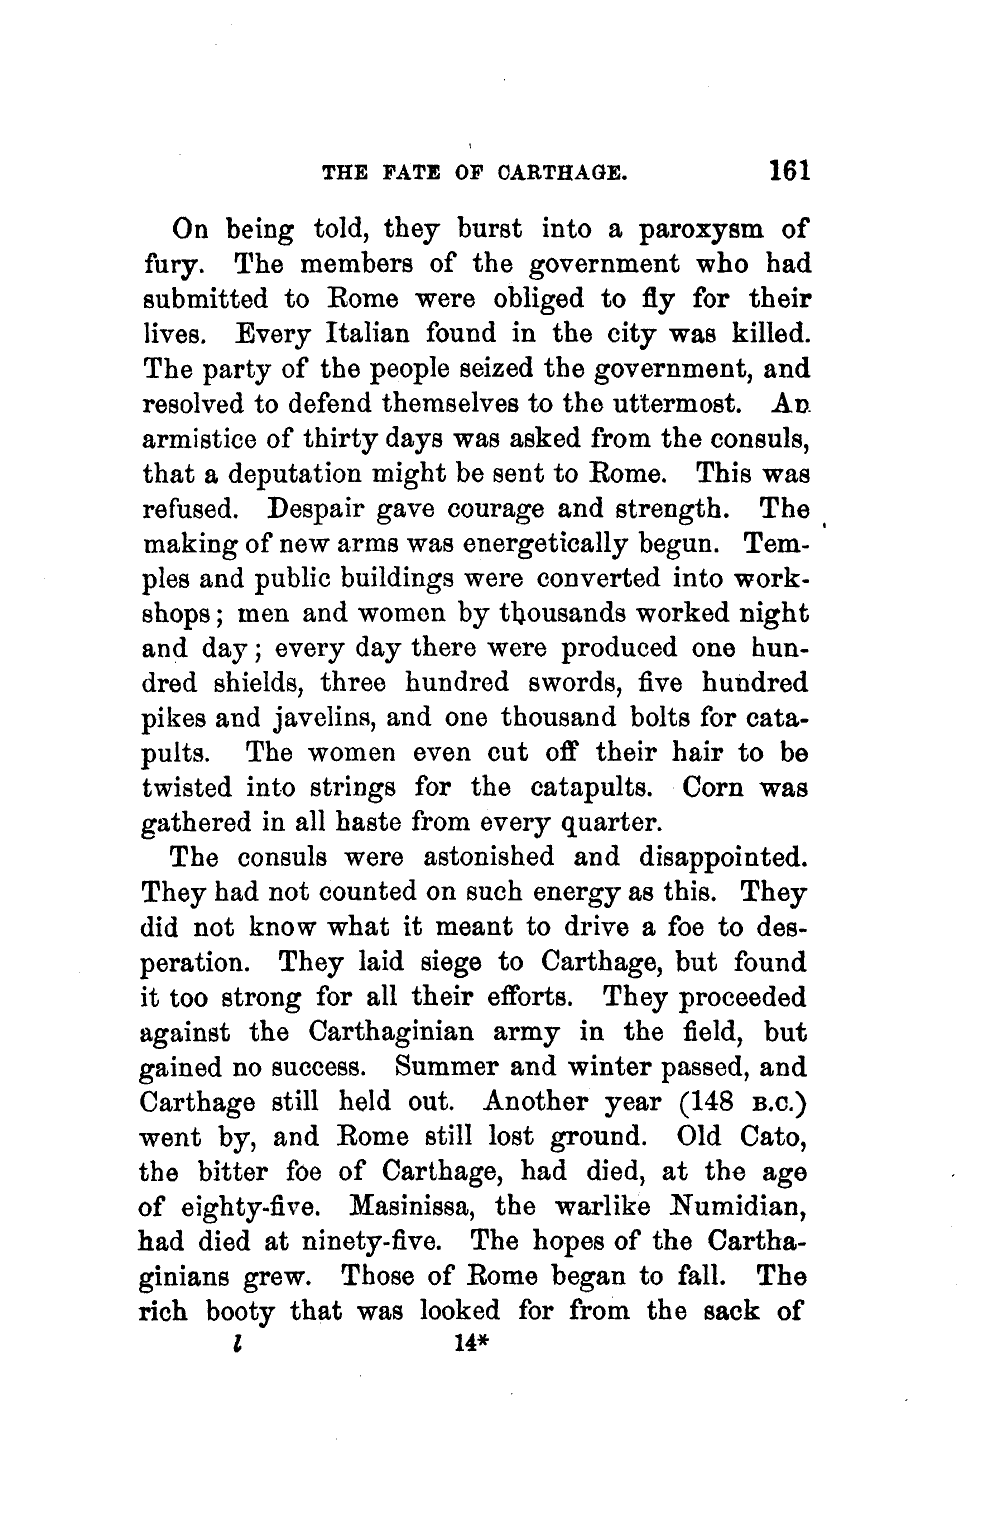 THE FATE OF CARTHAGE. 161
On being told, they burst into a paroxysm of
fury. The members of the government who had
submitted to Rome were obliged to fly for their
lives. Every Italian found in the city was killed.
The party of the people seized the government, and
resolved to defend themselves to the uttermost. An
armistice of thirty days was asked from the consuls,
that a deputation might be sent to Rome. This was
refused. Despair gave courage and strength. The
making of new arms was energetically begun. Tem-
ples and public buildings were converted into work-
shops; men and women by thousands worked night
and day; every day there were produced one hun-
dred shields, three hundred swords, five hundred
pikes and javelins, and one thousand bolts for cata-
pults. The women even cut off their hair to be
twisted into strings for the catapults. Corn was
gathered in all haste from every quarter.
The consuls were astonished and disappointed.
They had not counted on such energy as this. They
did not know what it meant to drive a foe to des-
peration. They laid siege to Carthage, but found
it too strong for all their efforts. They proceeded
against the Carthaginian army in the field, but
gained no success. Summer and winter passed, and
Carthage still held out. Another year (148 B.C.)
went by, and Rome still lost ground. Old Cato,
the bitter foe of Carthage, had died, at the age
of eighty-five. Masinissa, the warlike Numidian,
had died at ninety-five. The hopes of the Cartha-
ginians grew. Those of Rome began to fall. The
rich booty that was looked for from the sack of
l 14*